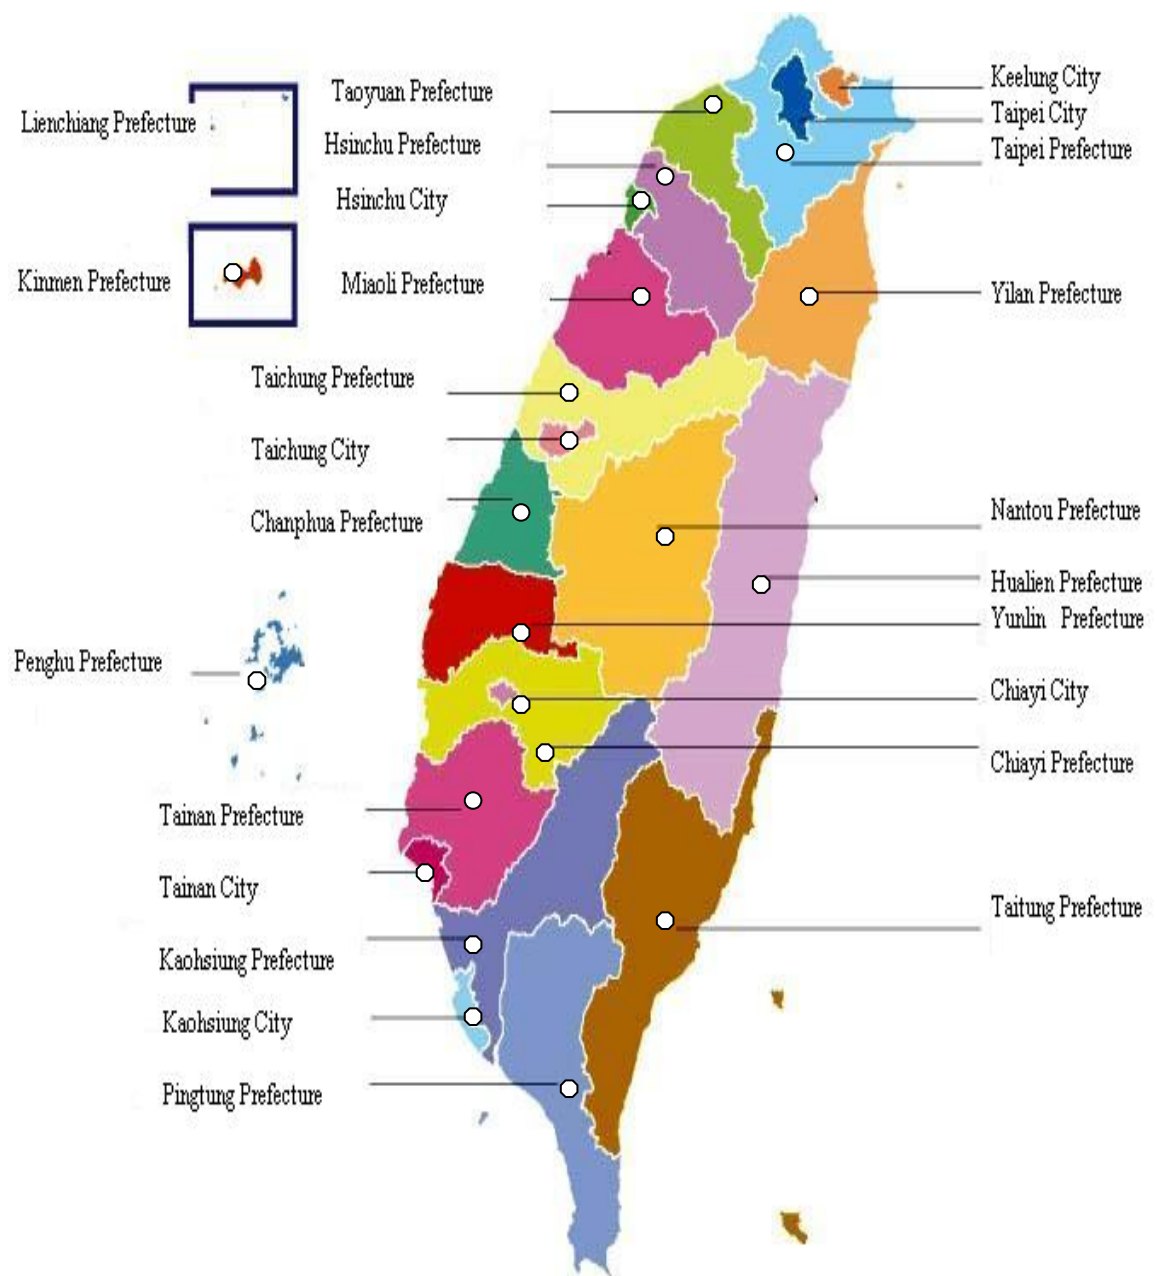 Lienchiang Prefecture
Kinmen Prefecture
Taoyuan Prefecture
Hsinchu Prefecture
Hsinchu City
Miaoli Prefecture
Taichung Prefecture
Taichung City
Chanphua Prefecture
Penghu Prefecture
Tainan Prefecture
Tainan City
Kaohsiung Prefecture
Kaohsiung City
Pingtung Prefecture
Keelung City
Taipei City
Taipei Prefecture
Yilan Prefecture
Nantou Prefecture
Hualien Prefecture
Yunlin Prefecture
Chiayi City
Chiayi Prefecture
Taitung Prefecture